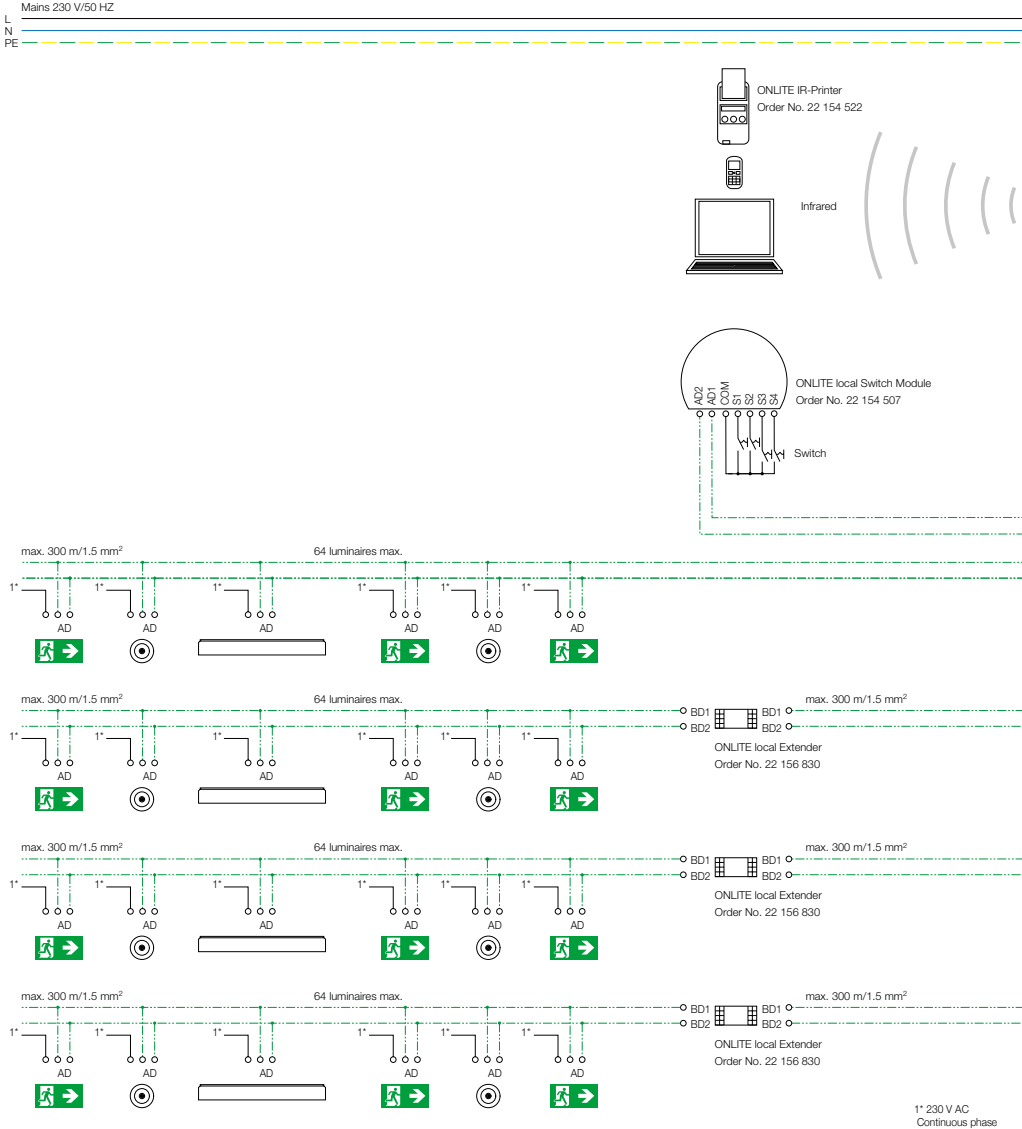 Mains 230 V/50 HZ
L
N
PE
ONLITE IR-Printer
Order No. 22 154 522
Infrared
AD2 AD1 COM S1 S2 S3 S4
ONLITE local Switch Module
Order No. 22 154 507
Switch
max. 300 m/1.5 mm² 64 luminaires max.
1* 1* 1* 1* 1* 1*
AD AD AD AD AD AD
max. 300 m/1.5 mm² 64 luminaires max. max. 300 m/1.5 mm²
BD1 BD1
BD2 BD2
1* 1* 1* 1* 1* 1*
ONLITE local Extender
Order No. 22 156 830
AD AD AD AD AD AD
max. 300 m/1.5 mm² 64 luminaires max. max. 300 m/1.5 mm²
BD1 BD1
BD2 BD2
1* 1* 1* 1* 1* 1*
ONLITE local Extender
Order No. 22 156 830
AD AD AD AD AD AD
max. 300 m/1.5 mm² 64 luminaires max. max. 300 m/1.5 mm²
BD1 BD1
BD2 BD2
1* 1* 1* 1* 1* 1*
ONLITE local Extender
Order No. 22 156 830
AD AD AD AD AD AD
1* 230 V AC
Continuous phase